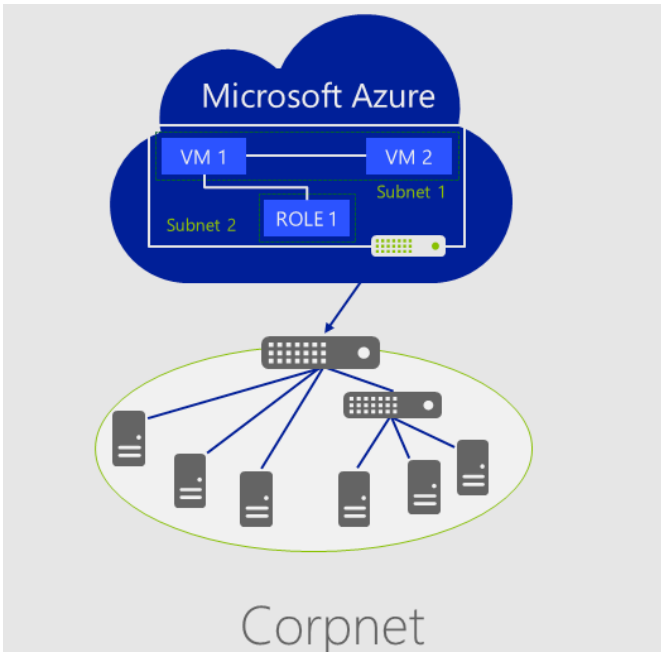 Microsoft Azure
VM 1
VM 2
Subnet 1
Subnet 2
ROLE 1
Corpnet